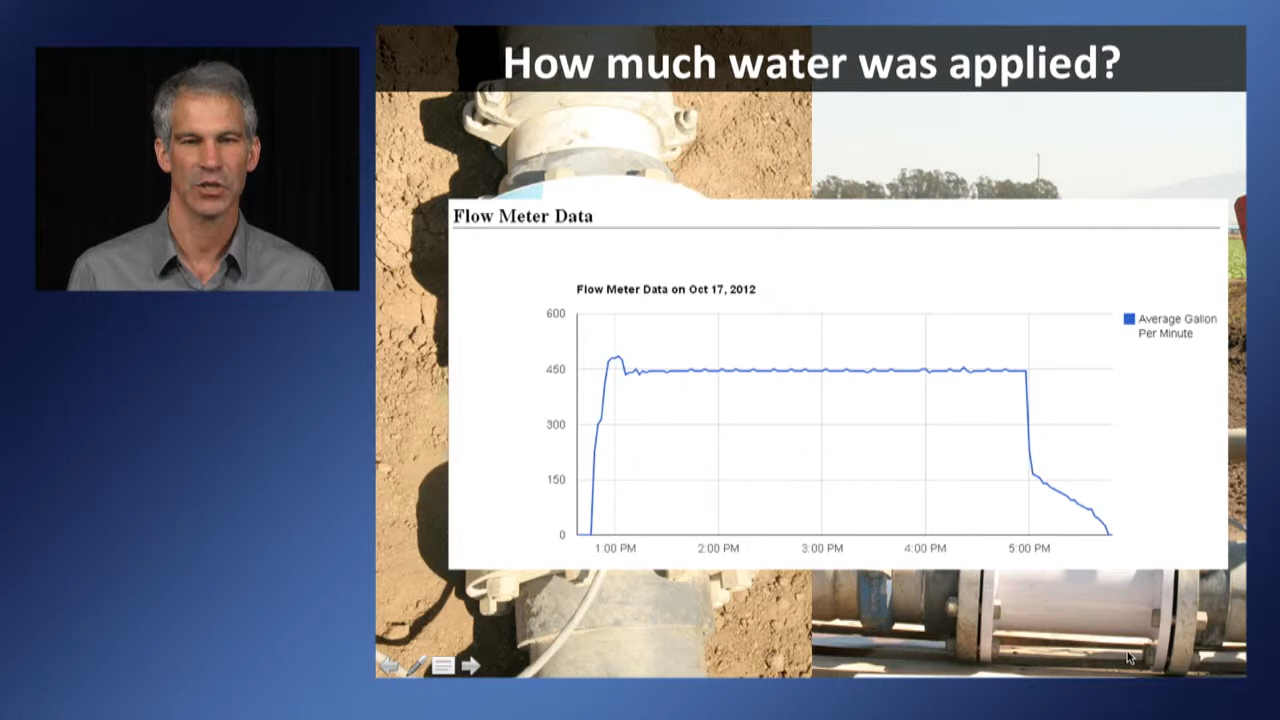 How much water was applied?
Flow Meter Data
Flow Meter Data on Oct 17, 2012
600
450
300
150
0
1:00 PM 2:00 PM 3:00 PM 4:00 PM 5:00 PM
Average Gallon
Per Minute